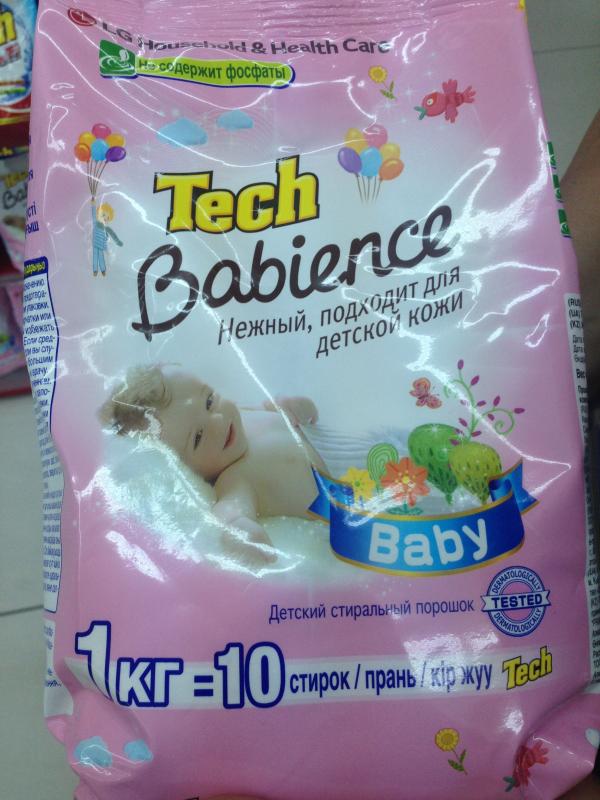 LG Household & Health Care
Не содержит фосфаты
Tech
Babience
Нежный, подходит для
детской кожи
Baby
Детский стиральный порошок
DERMATOLOGICALLY
TESTED
DERMATOLOGICALLY
1кг=10 стирок / прань / кір жуу Tech